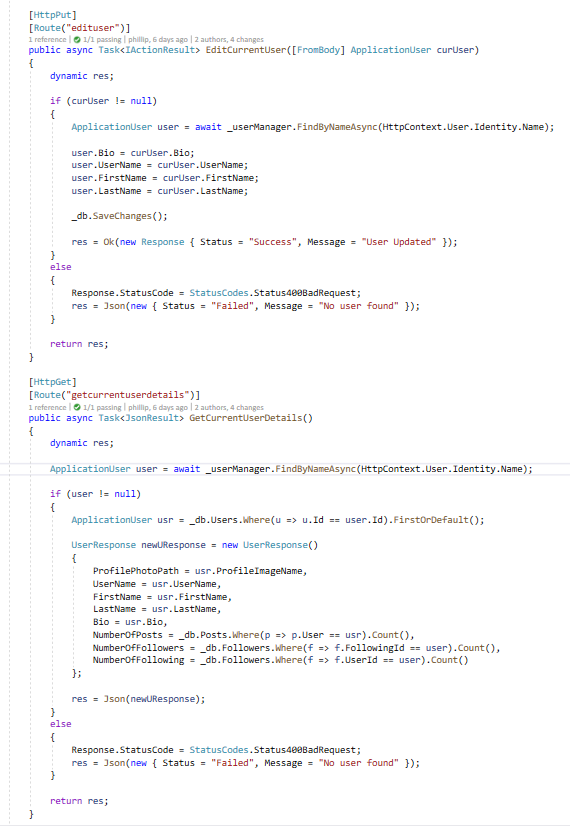 [HttpPut]
[Route("edituser")]
1 reference | 1/1 passing | phillip, 6 days ago | 2 authors, 4 changes
public async Task<IActionResult> EditCurrentUser([FromBody] ApplicationUser curUser)
{
dynamic res;
if (curUser != null)
{
ApplicationUser user = await _userManager.FindByNameAsync(HttpContext.User.Identity.Name);
user.Bio = curUser.Bio;
user.UserName = curUser.UserName;
user.FirstName = curUser.FirstName;
user.LastName = curUser.LastName;
_db.SaveChanges();
res = Ok(new Response { Status = "Success", Message = "User Updated" });
}
else
{
Response.StatusCode = StatusCodes.Status400BadRequest;
res = Json(new { Status = "Failed", Message = "No user found" });
}
return res;
}
[HttpGet]
[Route("getcurrentuserdetails")]
1 reference | 1/1 passing | phillip, 6 days ago | 2 authors, 4 changes
public async Task<JsonResult> GetCurrentUserDetails()
{
dynamic res;
ApplicationUser user = await _userManager.FindByNameAsync(HttpContext.User.Identity.Name);
if (user != null)
{
ApplicationUser usr = _db.Users.Where(u => u.Id == user.Id).FirstOrDefault();
UserResponse newUResponse = new UserResponse()
{
ProfilePhotoPath = usr.ProfileImageName,
UserName = usr.UserName,
FirstName = usr.FirstName,
LastName = usr.LastName,
Bio = usr.Bio,
NumberOfPosts = _db.Posts.Where(p => p.User == usr).Count(),
NumberOfFollowers = _db.Followers.Where(f => f.FollowingId == user).Count(),
NumberOfFollowing = _db.Followers.Where(f => f.UserId == user).Count()
};
res = Json(newUResponse);
}
else
{
Response.StatusCode = StatusCodes.Status400BadRequest;
res = Json(new { Status = "Failed", Message = "No user found" });
}
return res;
}